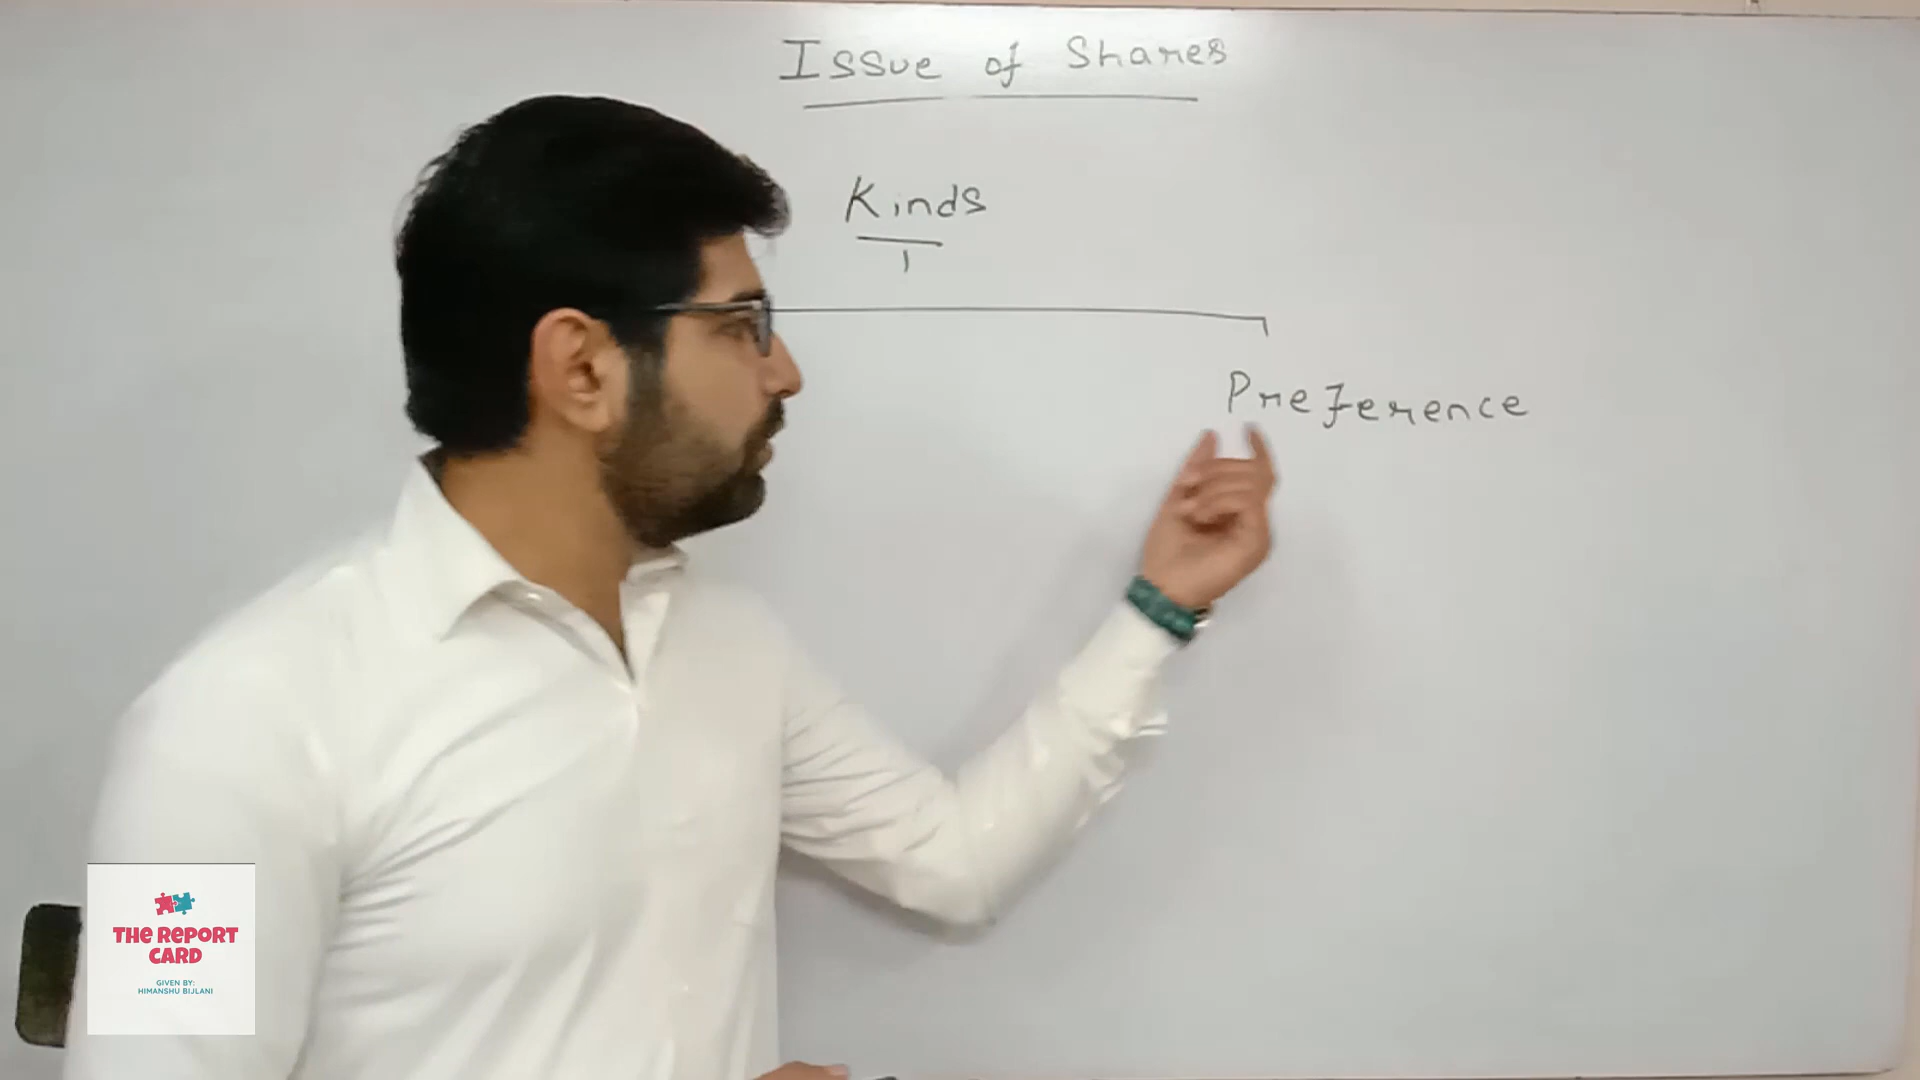 Issue of Shares
Kinds
Preference
THE REPORT
CARD
GIVEN BY:
HIMANSHU BIJLANI